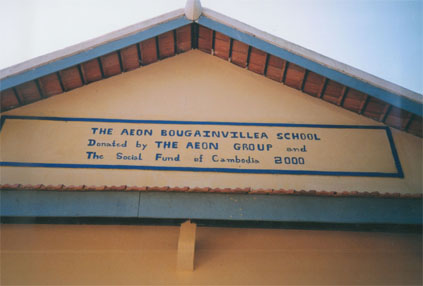 THE AEON BOUGAINVILLEA SCHOOL
Donated by THE AEON GROUP and
The Social Fund of Cambodia 2000